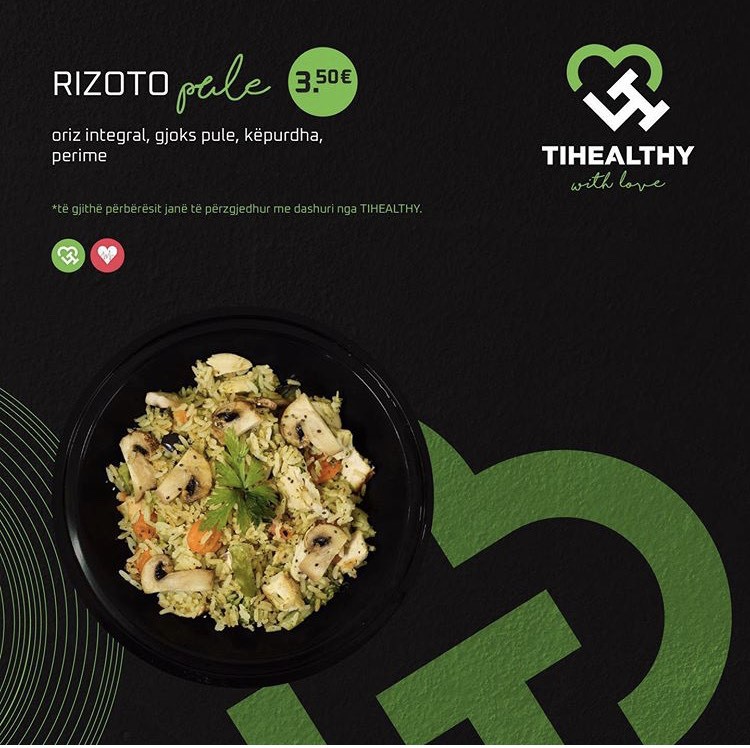 RIZOTO pule 3.50€
oriz integral, gjoks pule, këpurdha,
perime
*të gjithë përbërësit janë të përzgjedhur me dashuri nga TIHEALTHY.
TIHEALTHY
with love